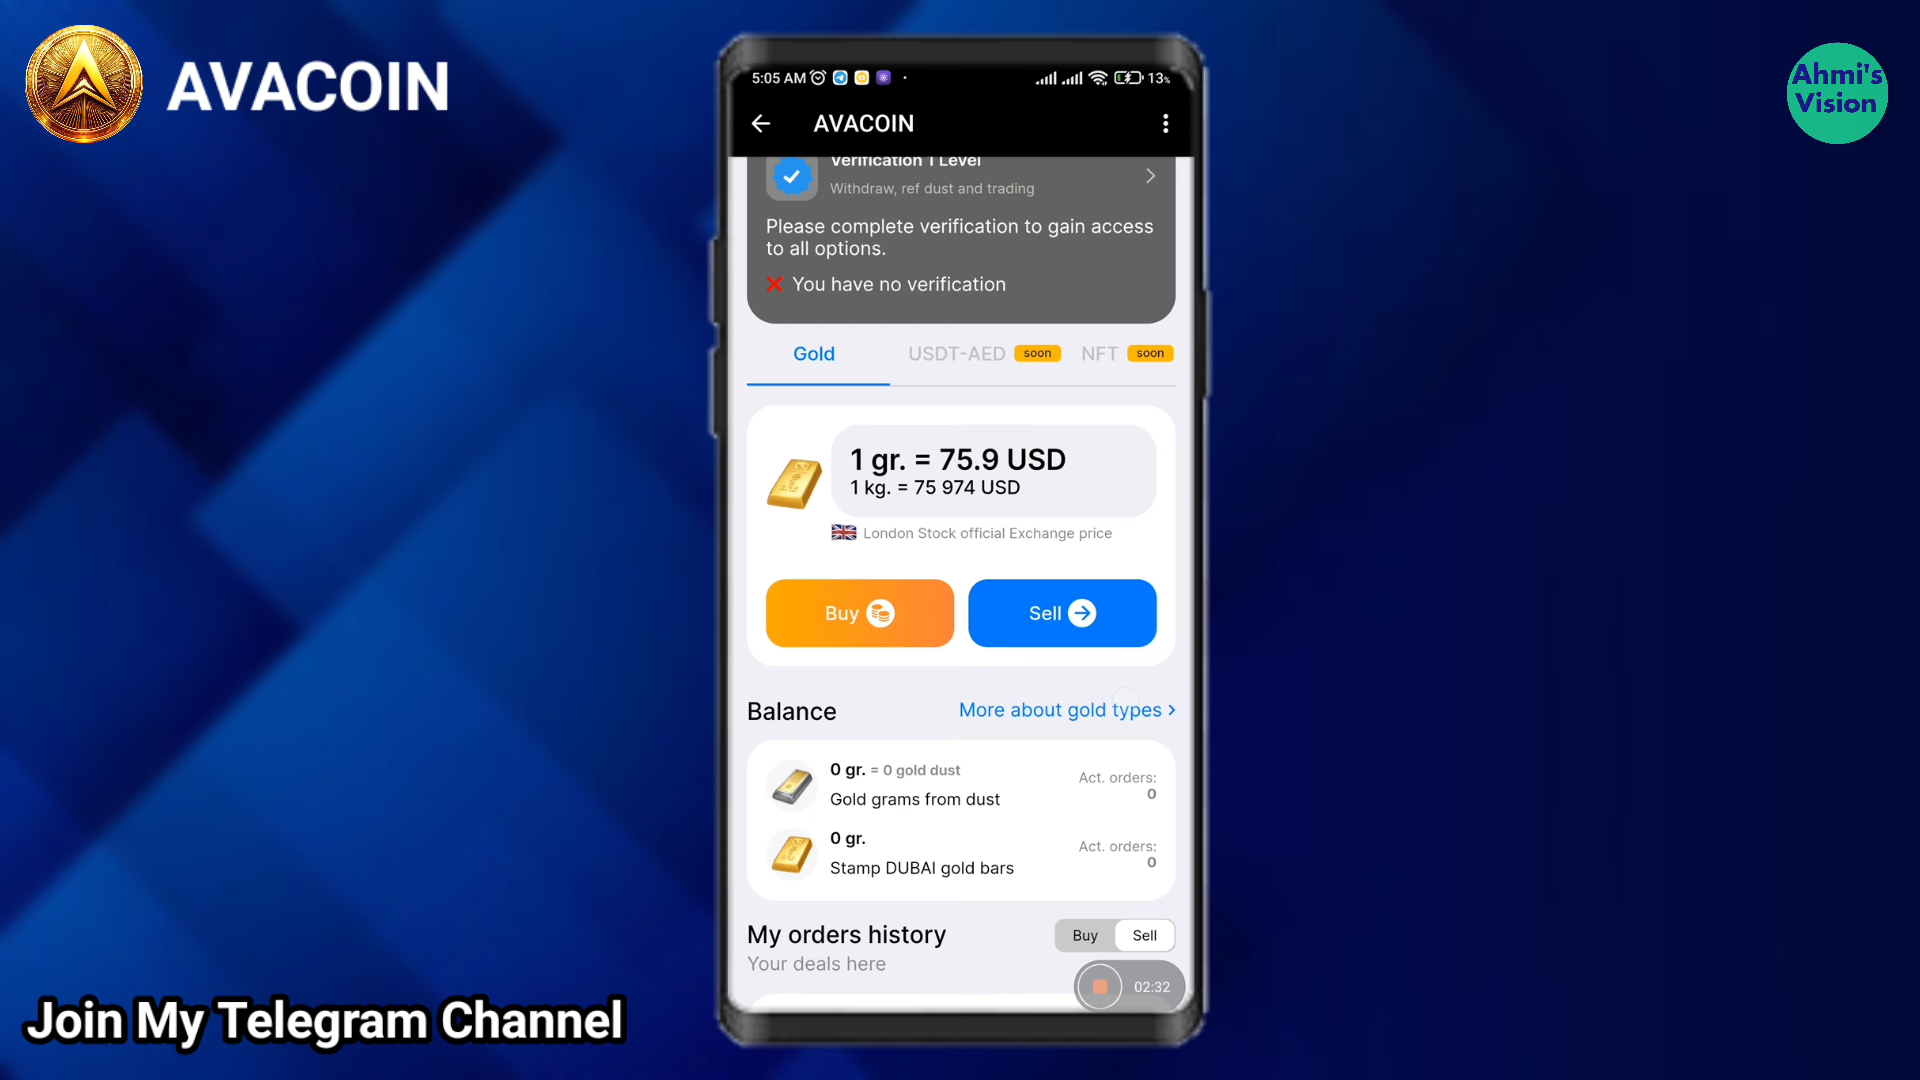 AVACOIN
Ahmi's
Vision
5:05 AM
13%
AVACOIN
Verification 1 Level
Withdraw, ref dust and trading
Please complete verification to gain access
to all options.
You have no verification
Gold
USDT-AED soon
NFT soon
1 gr. = 75.9 USD
1 kg. = 75 974 USD
London Stock official Exchange price
Buy
Sell
Balance
More about gold types
0 gr. = 0 gold dust
Gold grams from dust
Act. orders:
0
0 gr.
Stamp DUBAI gold bars
Act. orders:
0
My orders history
Buy
Sell
Your deals here
02:32
Join My Telegram Channel